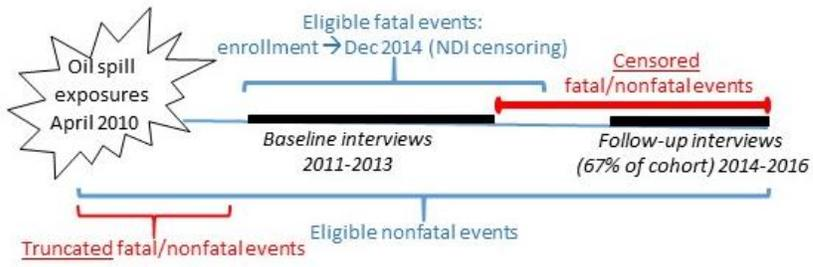 Eligible fatal events:
enrollment → Dec 2014 (NDI censoring)
Oil spill
exposures
April 2010
Censored
fatal/nonfatal events
Baseline interviews
2011-2013
Follow-up interviews
(67% of cohort) 2014-2016
Eligible nonfatal events
Truncated fatal/nonfatal events